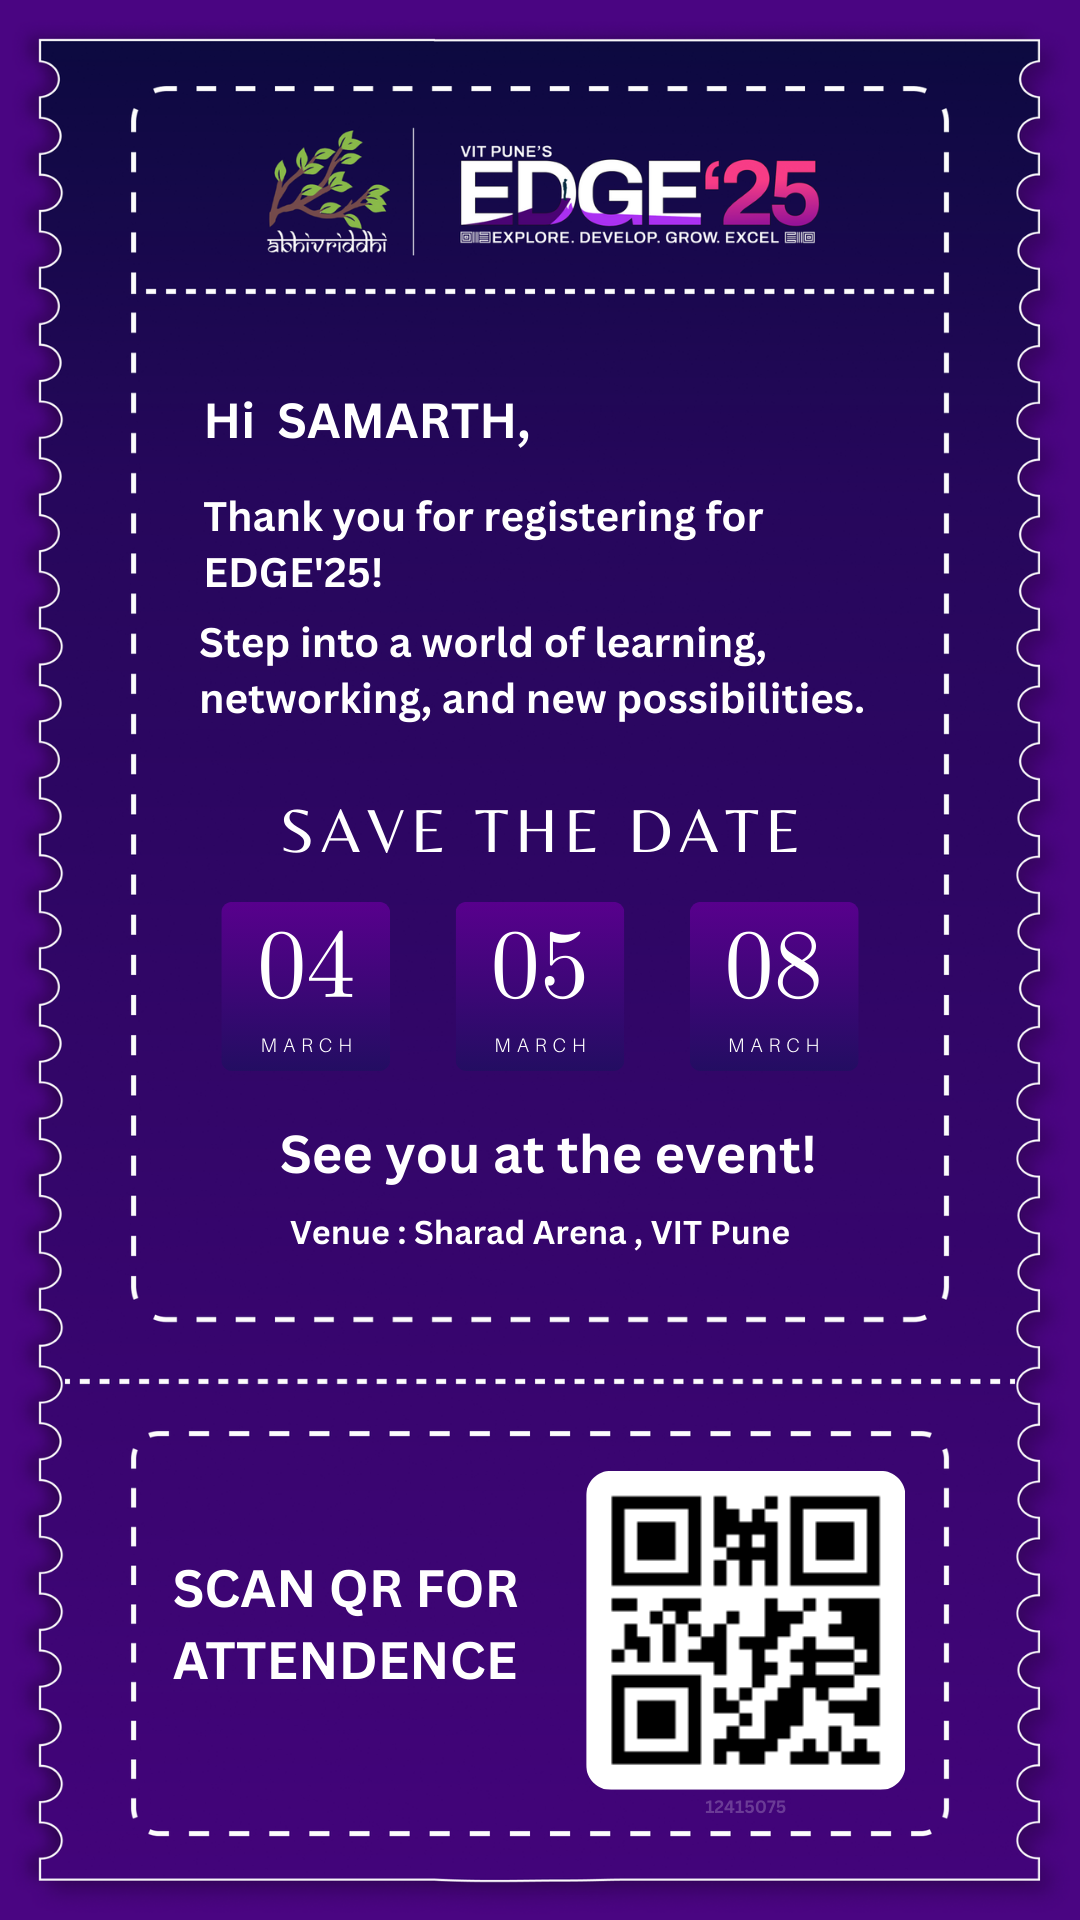 abhivriddhi
VIT PUNE'S
EDGE‘25
EXPLORE. DEVELOP. GROW. EXCEL
Hi SAMARTH,
Thank you for registering for
EDGE'25!
Step into a world of learning,
networking, and new possibilities.
SAVE THE DATE
04 05 08
MARCH MARCH MARCH
See you at the event!
Venue : Sharad Arena , VIT Pune
SCAN QR FOR
ATTENDENCE
12415075